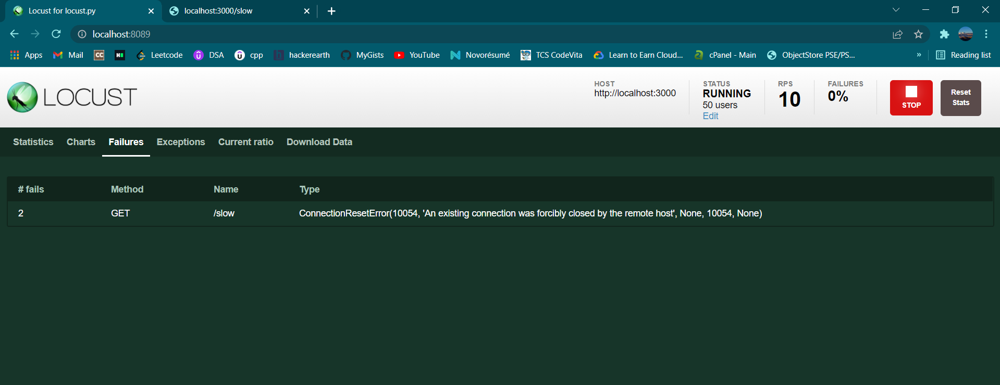 Locust for locust.py
localhost:3000/slow
localhost:8089
Apps
Mail
CC
H
Leetcode
DSA
cpp
h
hackerearth
MyGists
YouTube
Novorésumé
TCS CodeVita
Learn to Earn Cloud...
cPanel - Main
ObjectStore PSE/PS...
»
Reading list
LOCUST
HOST
http://localhost:3000
STATUS
RUNNING
50 users
Edit
RPS
10
FAILURES
0%
STOP
Reset
Stats
Statistics Charts Failures Exceptions Current ratio Download Data
# fails Method Name Type
2 GET /slow ConnectionResetError(10054, 'An existing connection was forcibly closed by the remote host', None, 10054, None)